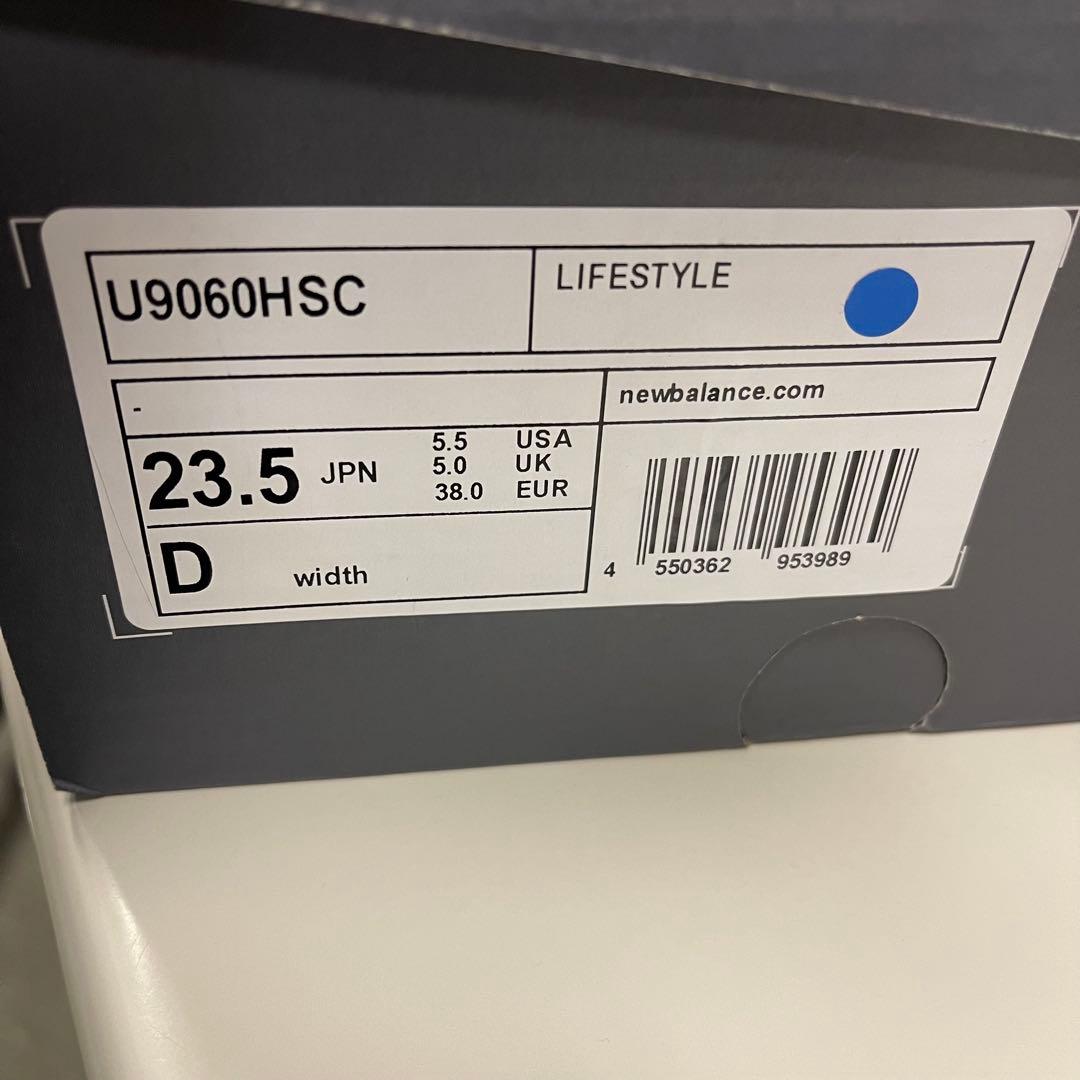 U9060HSC
LIFESTYLE
-
newbalance.com
23.5 JPN
5.5 USA
5.0 UK
38.0 EUR
D width
4 550362 953989